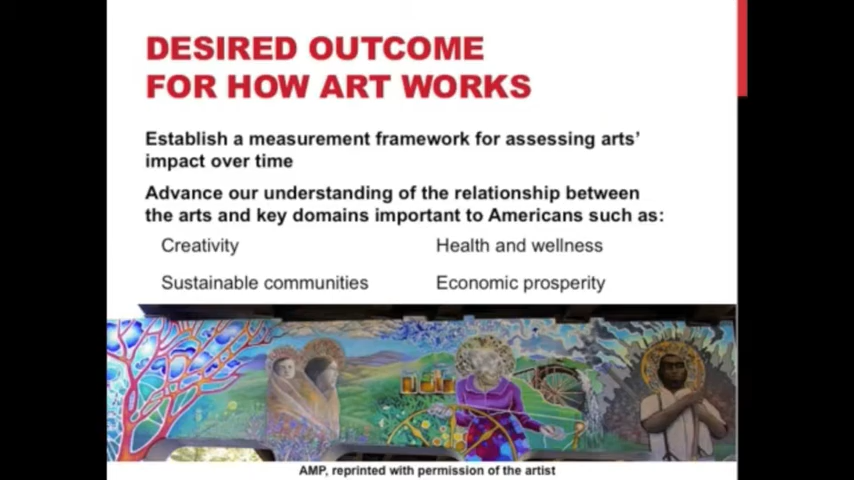 DESIRED OUTCOME
FOR HOW ART WORKS
Establish a measurement framework for assessing arts’
impact over time
Advance our understanding of the relationship between
the arts and key domains important to Americans such as:
Creativity
Health and wellness
Sustainable communities
Economic prosperity
AMP, reprinted with permission of the artist